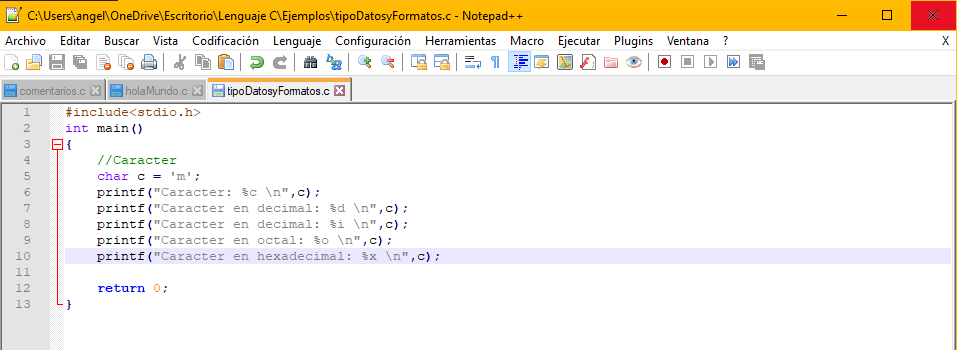 C:\Users\angel\OneDrive\Escritorio\Lenguaje C\Ejemplos\tipoDatosyFormatos.c - Notepad++
Archivo Editar Buscar Vista Codificación Lenguaje Configuración Herramientas Macro Ejecutar Plugins Ventana ? X
comentarios.c holaMundo.c tipoDatosyFormatos.c
1 #include<stdio.h>
2 int main()
3 {
4 //Caracter
5 char c = 'm';
6 printf("Caracter: %c \n",c);
7 printf("Caracter en decimal: %d \n",c);
8 printf("Caracter en decimal: %i \n",c);
9 printf("Caracter en octal: %o \n",c);
10 printf("Caracter en hexadecimal: %x \n",c);
11
12 return 0;
13 }